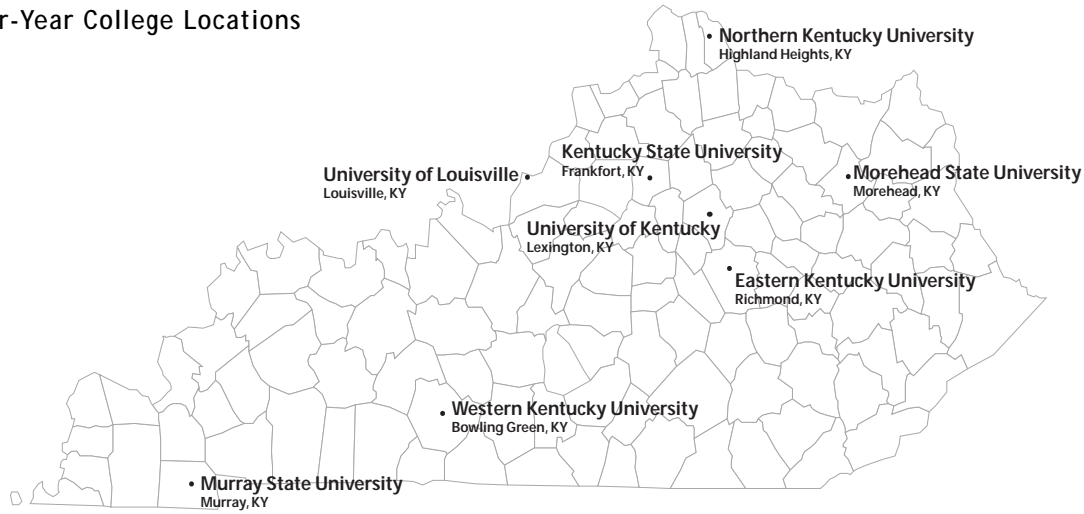 r-Year College Locations
Northern Kentucky University
Highland Heights, KY
Kentucky State University
Frankfort, KY
University of Louisville
Louisville, KY
Morehead State University
Morehead, KY
University of Kentucky
Lexington, KY
Eastern Kentucky University
Richmond, KY
Western Kentucky University
Bowling Green, KY
Murray State University
Murray, KY